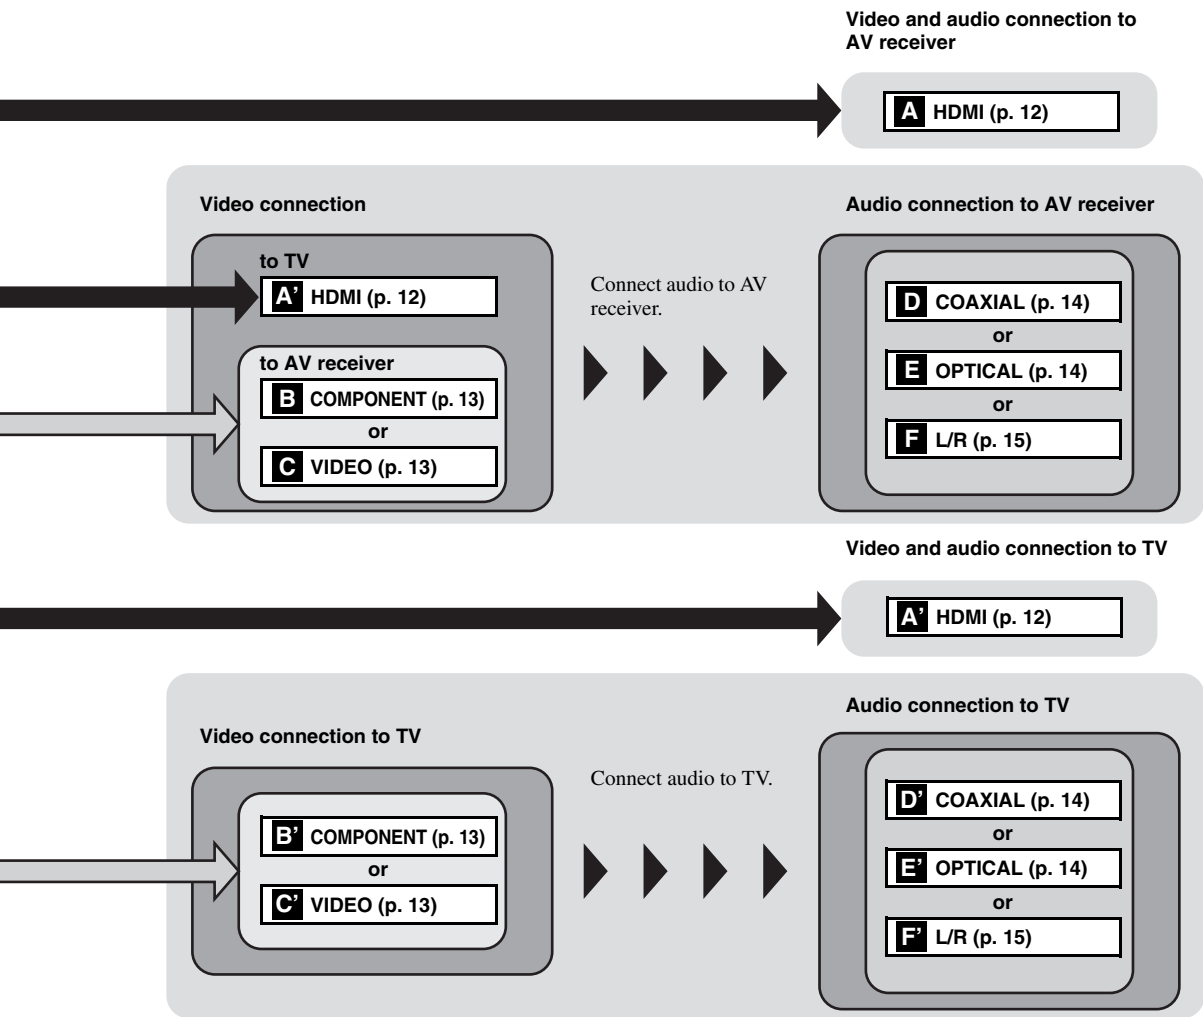 Video and audio connection to
AV receiver
A HDMI (p. 12)
Video connection
to TV
A’ HDMI (p. 12)
to AV receiver
B COMPONENT (p. 13)
or
C VIDEO (p. 13)
Connect audio to AV
receiver.
Audio connection to AV receiver
D COAXIAL (p. 14)
or
E OPTICAL (p. 14)
or
F L/R (p. 15)
Video and audio connection to TV
A’ HDMI (p. 12)
Video connection to TV
B’ COMPONENT (p. 13)
or
C’ VIDEO (p. 13)
Connect audio to TV.
Audio connection to TV
D’ COAXIAL (p. 14)
or
E’ OPTICAL (p. 14)
or
F’ L/R (p. 15)